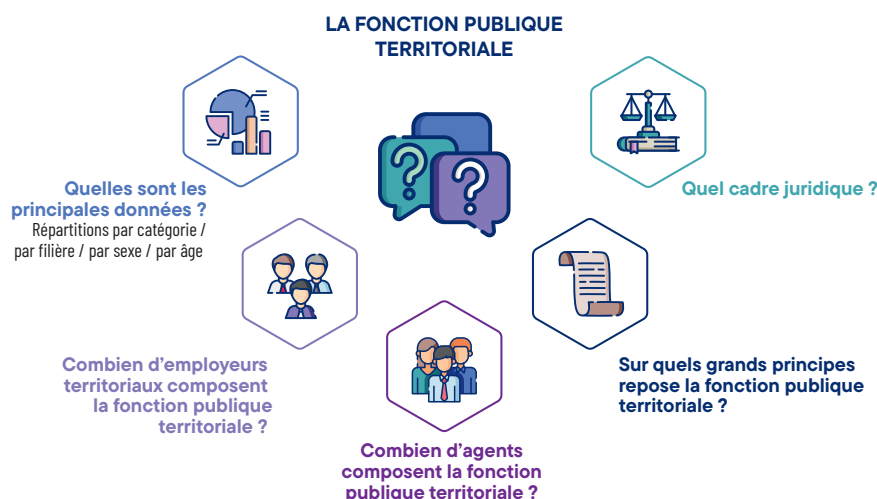 LA FONCTION PUBLIQUE
TERRITORIALE
Quelles sont les
principales données ?
Répartitions par catégorie /
par filière / par sexe / par âge
Quel cadre juridique ?
Combien d'employeurs
territoriaux composent
la fonction publique
territoriale ?
Sur quels grands principes
repose la fonction publique
territoriale ?
Combien d'agents
composent la fonction
publique territoriale ?